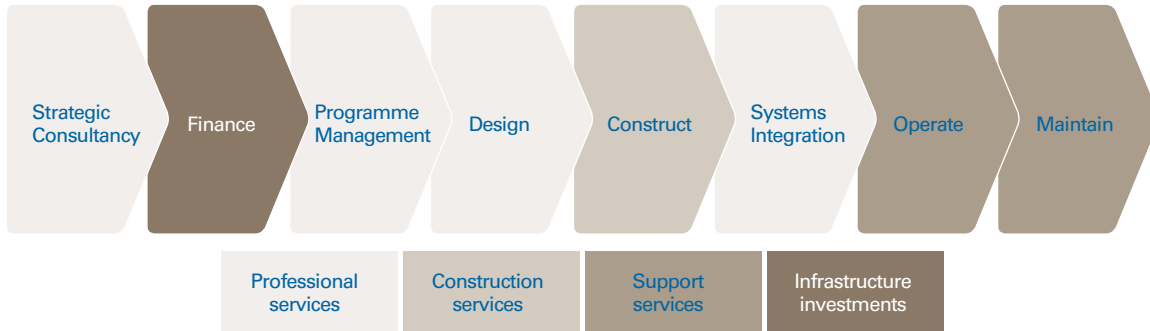 Strategic
Consultancy
Finance
Programme
Management
Design
Construct
Systems
Integration
Operate
Maintain
Professional
services
Construction
services
Support
services
Infrastructure
investments